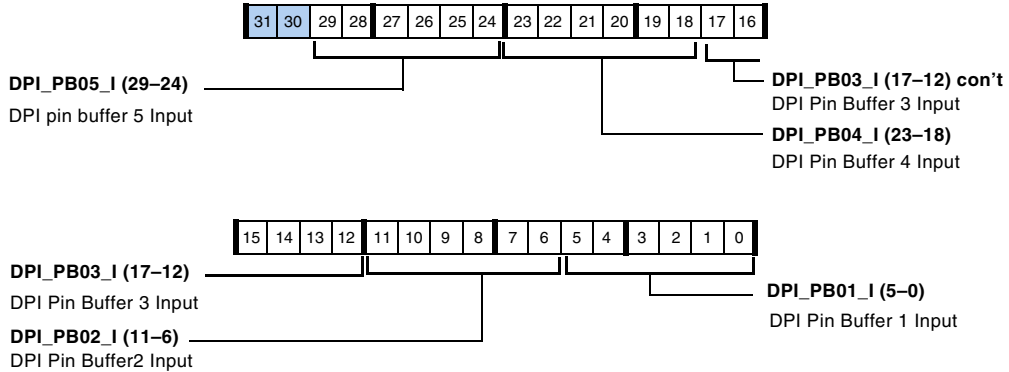 31 30 29 28 27 26 25 24 23 22 21 20 19 18 17 16
DPI_PB05_I (29–24)
DPI pin buffer 5 Input
DPI_PB03_I (17–12) con't
DPI Pin Buffer 3 Input
DPI_PB04_I (23–18)
DPI Pin Buffer 4 Input
15 14 13 12 11 10 9 8 7 6 5 4 3 2 1 0
DPI_PB03_I (17–12)
DPI Pin Buffer 3 Input
DPI_PB02_I (11–6)
DPI Pin Buffer2 Input
DPI_PB01_I (5–0)
DPI Pin Buffer 1 Input